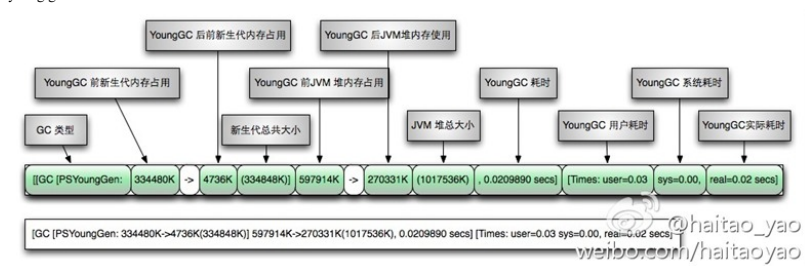 YoungGC 后前新生代内存占用
YoungGC 后JVM堆内存使用
YoungGC 前新生代内存占用
YoungGC 前JVM 堆内存占用
YoungGC 耗时
YoungGC 系统耗时
GC 类型
新生代总共大小
JVM 堆总大小
YoungGC 用户耗时
YoungGC实际耗时
[[GC [PSYoungGen: 334480K -> 4736K (334848K)] 597914K -> 270331K (1017536K) , 0.0209890 secs] [Times: user=0.03 sys=0.00, real=0.02 secs]
[GC [PSYoungGen: 334480K->4736K(334848K)] 597914K->270331K(1017536K), 0.0209890 secs] [Times: user=0.03 sys=0.00, real=0.02 secs]
@haitao_yao
weibo.com/haitaoyao